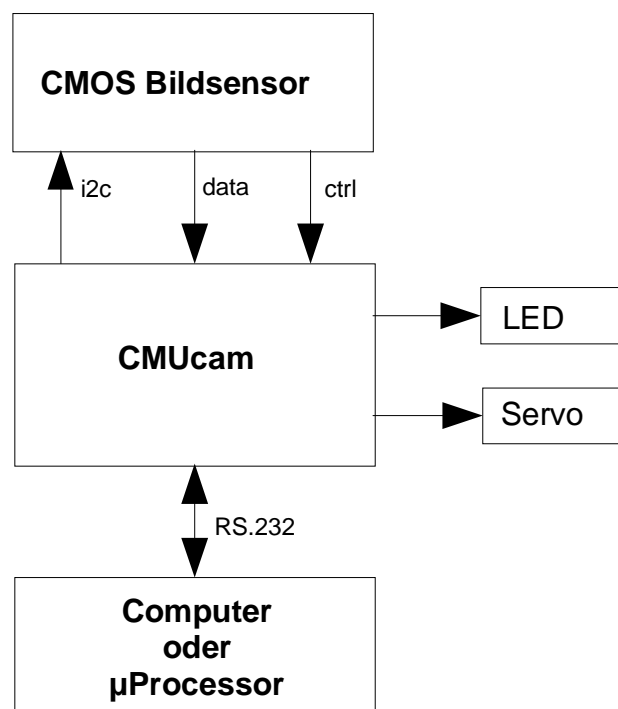 CMOS Bildsensor
i2c
data
ctrl
CMUcam
LED
Servo
RS.232
Computer
oder
µProcessor